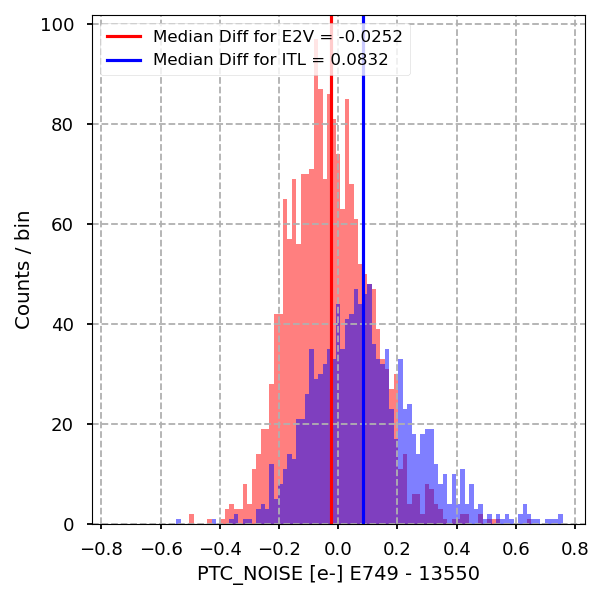 Median Diff for E2V = -0.0252
Median Diff for ITL = 0.0832
100
80
60
40
20
0
Counts / bin
−0.8 −0.6 −0.4 −0.2 0.0 0.2 0.4 0.6 0.8
PTC_NOISE [e-] E749 - 13550